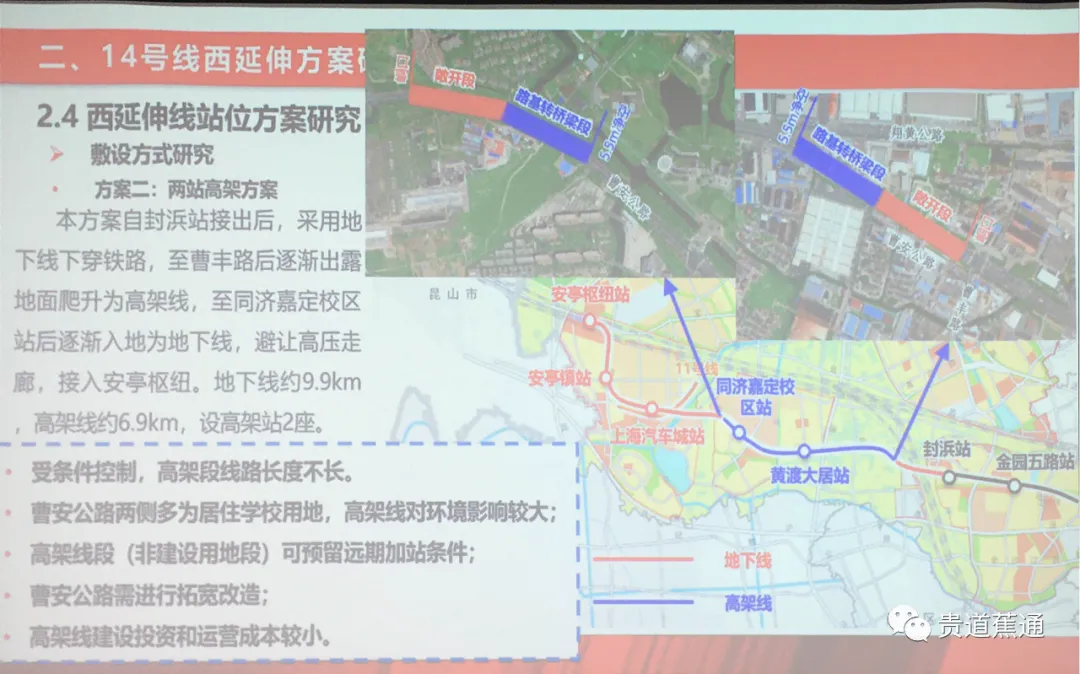 二、14号线西延伸方案
2.4 西延伸线站位方案研究
敷设方式研究
方案二：两站高架方案
本方案自封浜站接出后，采用地
下线下穿铁路，至曹丰路后逐渐出露
地面爬升为高架线，至同济嘉定校区
站后逐渐入地为地下线，避让高压走
廊，接入安亭枢纽。地下线约9.9km
，高架线约6.9km，设高架站2座。
受条件控制，高架段线路长度不长。
曹安公路两侧多为居住学校用地，高架线对环境影响较大；
高架线段（非建设用地段）可预留远期加站条件；
曹安公路需进行拓宽改造；
高架线建设投资和运营成本较小。
敞开段
路基转桥梁段
5.5m净空
曹安公路
5.5m净空
路基转桥梁段
翔黄公路
敞开段
曹安公路
曹丰路
昆山市
安亭枢纽站
安亭镇站
11号线
上海汽车城站
同济嘉定校
区站
黄渡大居站
封浜站
金园五路站
地下线
高架线
贵道蕉通